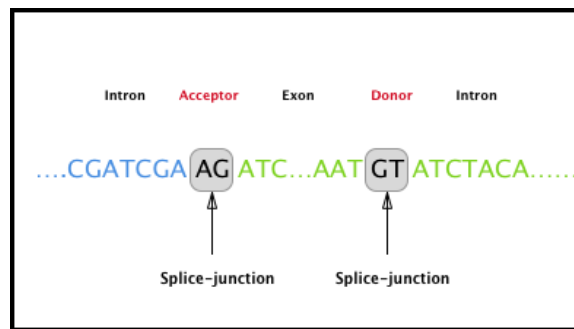 Intron Acceptor Exon Donor Intron
....CGATCGA AG ATC...AAT GT ATCTACA......
Splice-junction Splice-junction